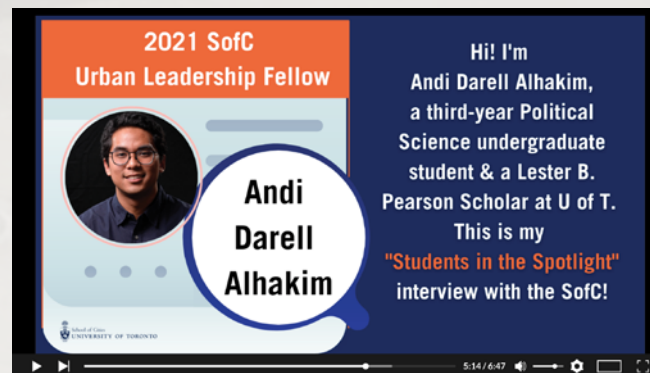 2021 SofC
Urban Leadership Fellow
Andi
Darell
Alhakim
School of Cities
UNIVERSITY OF TORONTO
Hi! I'm
Andi Darell Alhakim,
a third-year Political
Science undergraduate
student & a Lester B.
Pearson Scholar at U of T.
This is my
"Students in the Spotlight"
interview with the SofC!
5:14/6:47